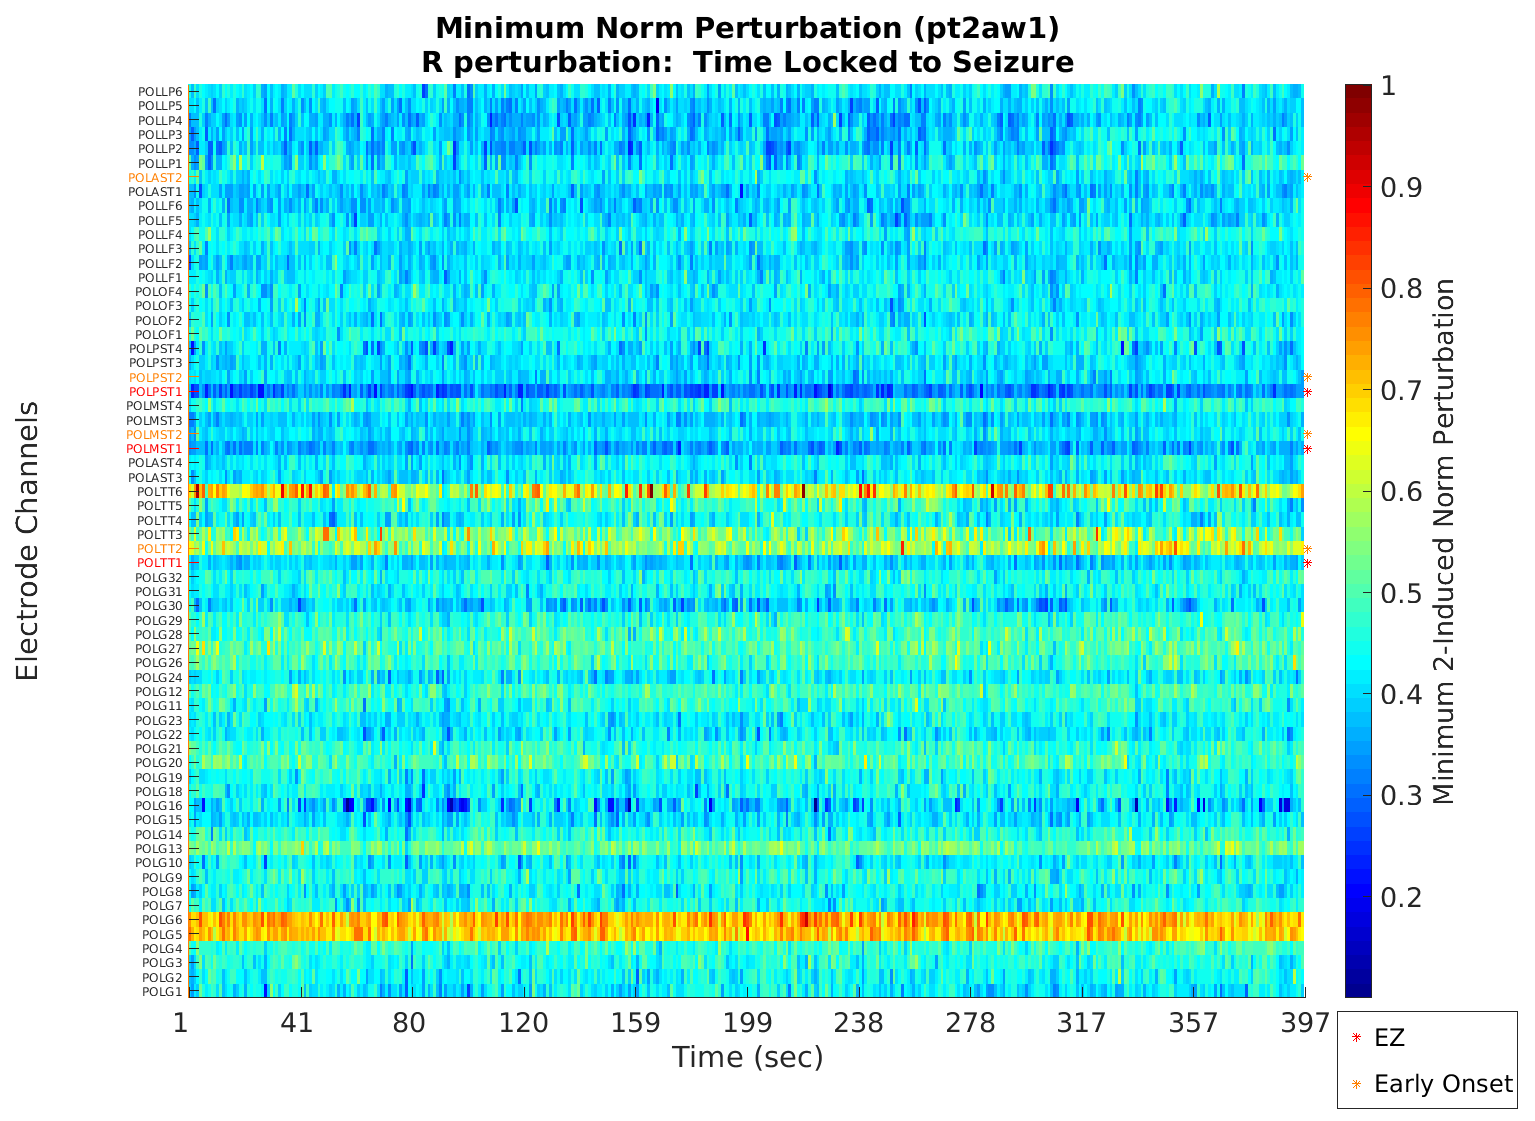 Minimum Norm Perturbation (pt2aw1)
R perturbation:  Time Locked to Seizure
Electrode Channels
POLLP6
POLLP5
POLLP4
POLLP3
POLLP2
POLLP1
POLAST2
POLAST1
POLLF6
POLLF5
POLLF4
POLLF3
POLLF2
POLLF1
POLOF4
POLOF3
POLOF2
POLOF1
POLPST4
POLPST3
POLPST2
POLPST1
POLMST4
POLMST3
POLMST2
POLMST1
POLAST4
POLAST3
POLTT6
POLTT5
POLTT4
POLTT3
POLTT2
POLTT1
POLG32
POLG31
POLG30
POLG29
POLG28
POLG27
POLG26
POLG24
POLG12
POLG11
POLG23
POLG22
POLG21
POLG20
POLG19
POLG18
POLG16
POLG15
POLG14
POLG13
POLG10
POLG9
POLG8
POLG7
POLG6
POLG5
POLG4
POLG3
POLG2
POLG1
1 41 80 120 159 199 238 278 317 357 397
Time (sec)
1
0.9
0.8
0.7
0.6
0.5
0.4
0.3
0.2
Minimum 2-Induced Norm Perturbation
EZ
Early Onset